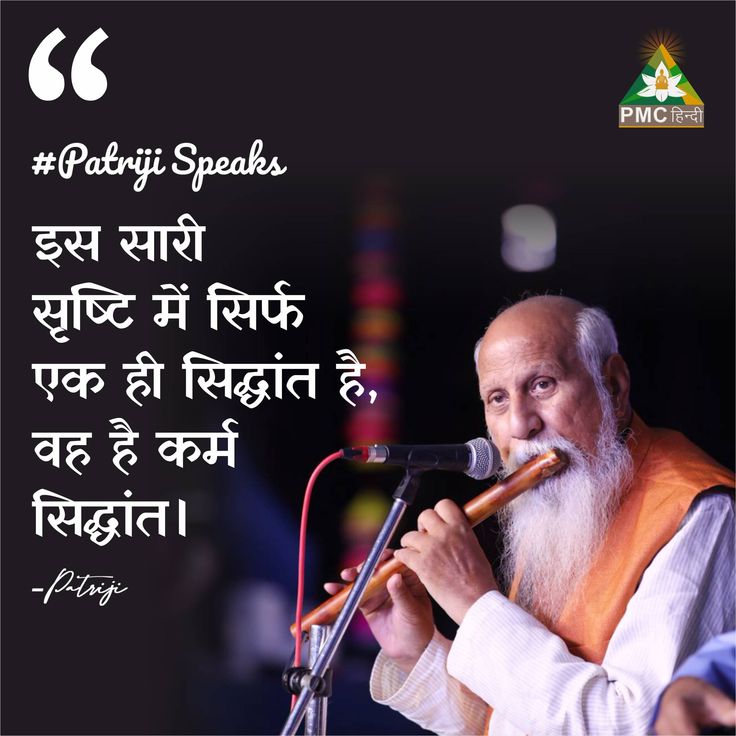 PMC हिन्दी
#Patriji Speaks
इस सारी
सृष्टि में सिर्फ
एक ही सिद्धांत है,
वह है कर्म
सिद्धांत।
-Patriji